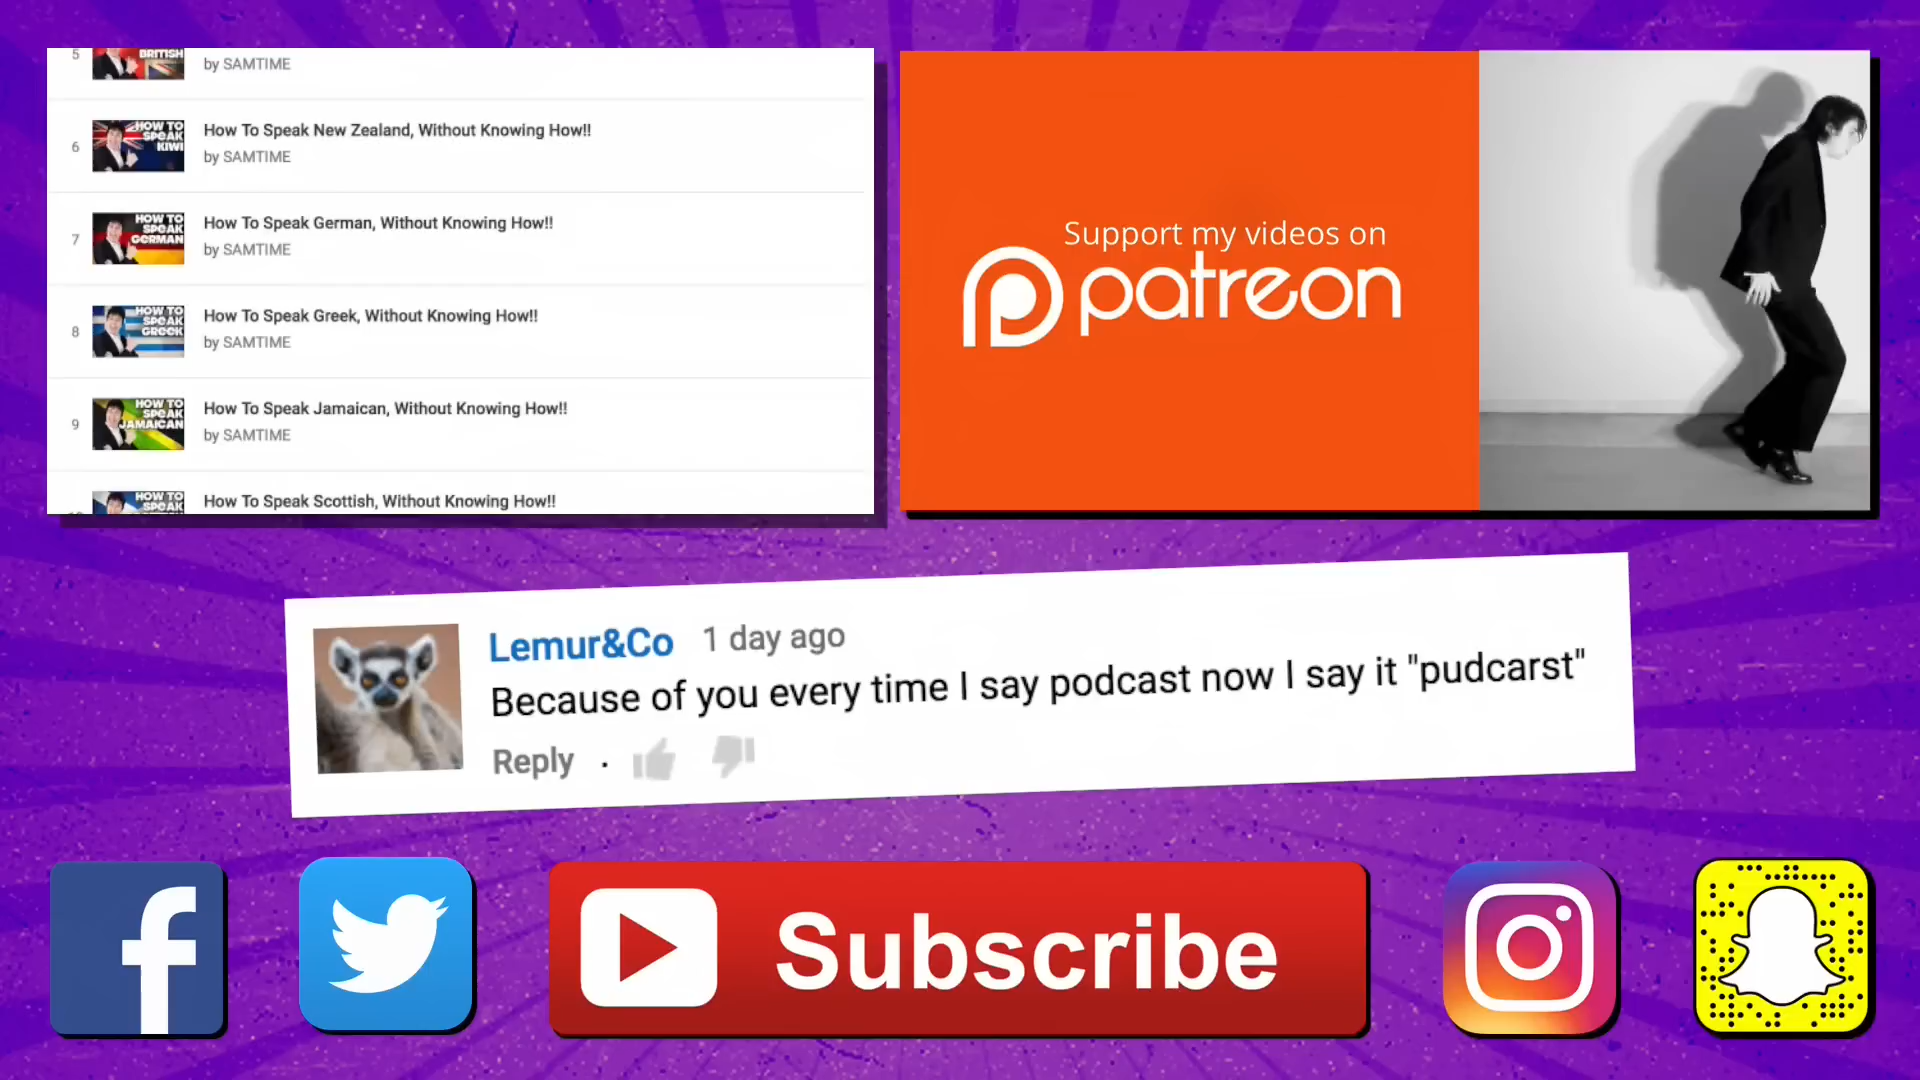 5
BRITISH
by SAMTIME
6
HOW TO
SPEAK
KIWI
How To Speak New Zealand, Without Knowing How!!
by SAMTIME
7
HOW TO
SPEAK
GERMAN
How To Speak German, Without Knowing How!!
by SAMTIME
8
HOW TO
SPEAK
GREEK
How To Speak Greek, Without Knowing How!!
by SAMTIME
9
HOW TO
SPEAK
JAMAICAN
How To Speak Jamaican, Without Knowing How!!
by SAMTIME
HOW TO
SPEAK
How To Speak Scottish, Without Knowing How!!
Support my videos on
patreon
Lemur&Co 1 day ago
Because of you every time I say podcast now I say it "pudcarst"
Reply
Subscribe